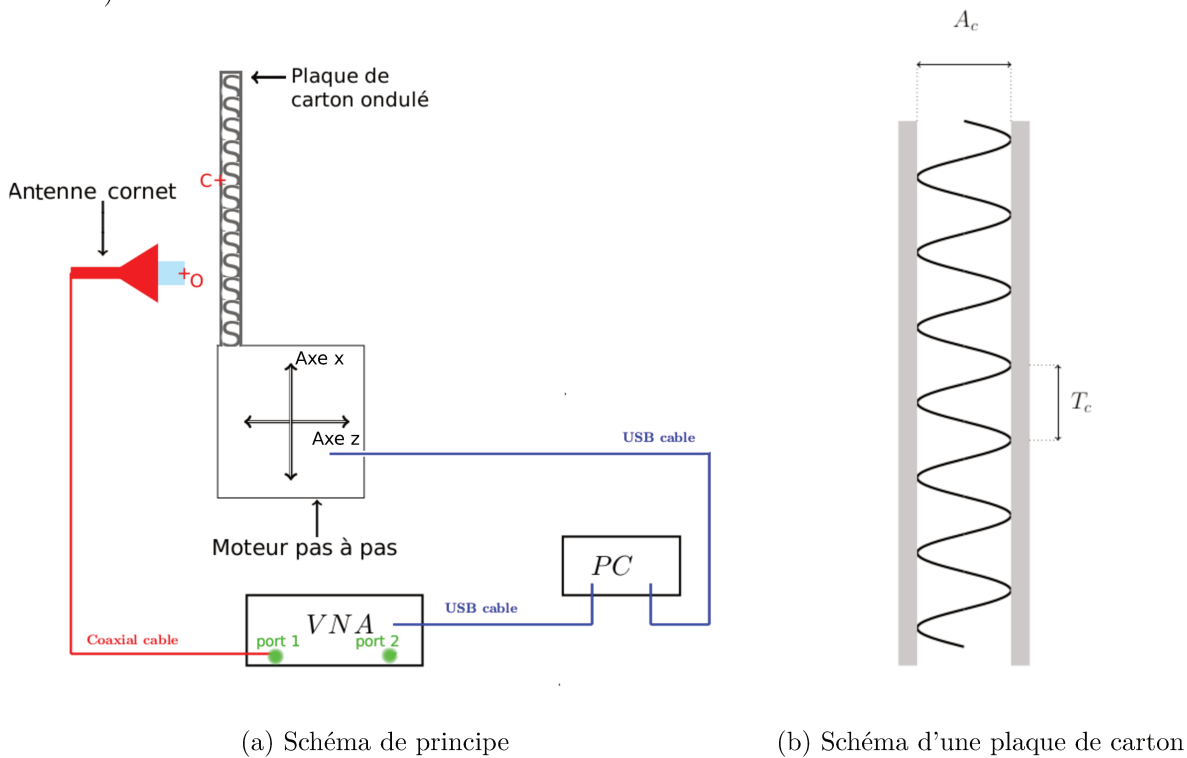 )
Plaque de
carton ondulé
C+
Antenne cornet
+O
Axe x
Axe z
USB cable
Moteur pas à pas
PC
USB cable
VNA
Coaxial cable
port 1
port 2
(a) Schéma de principe
A_c
T_c
(b) Schéma d'une plaque de carton